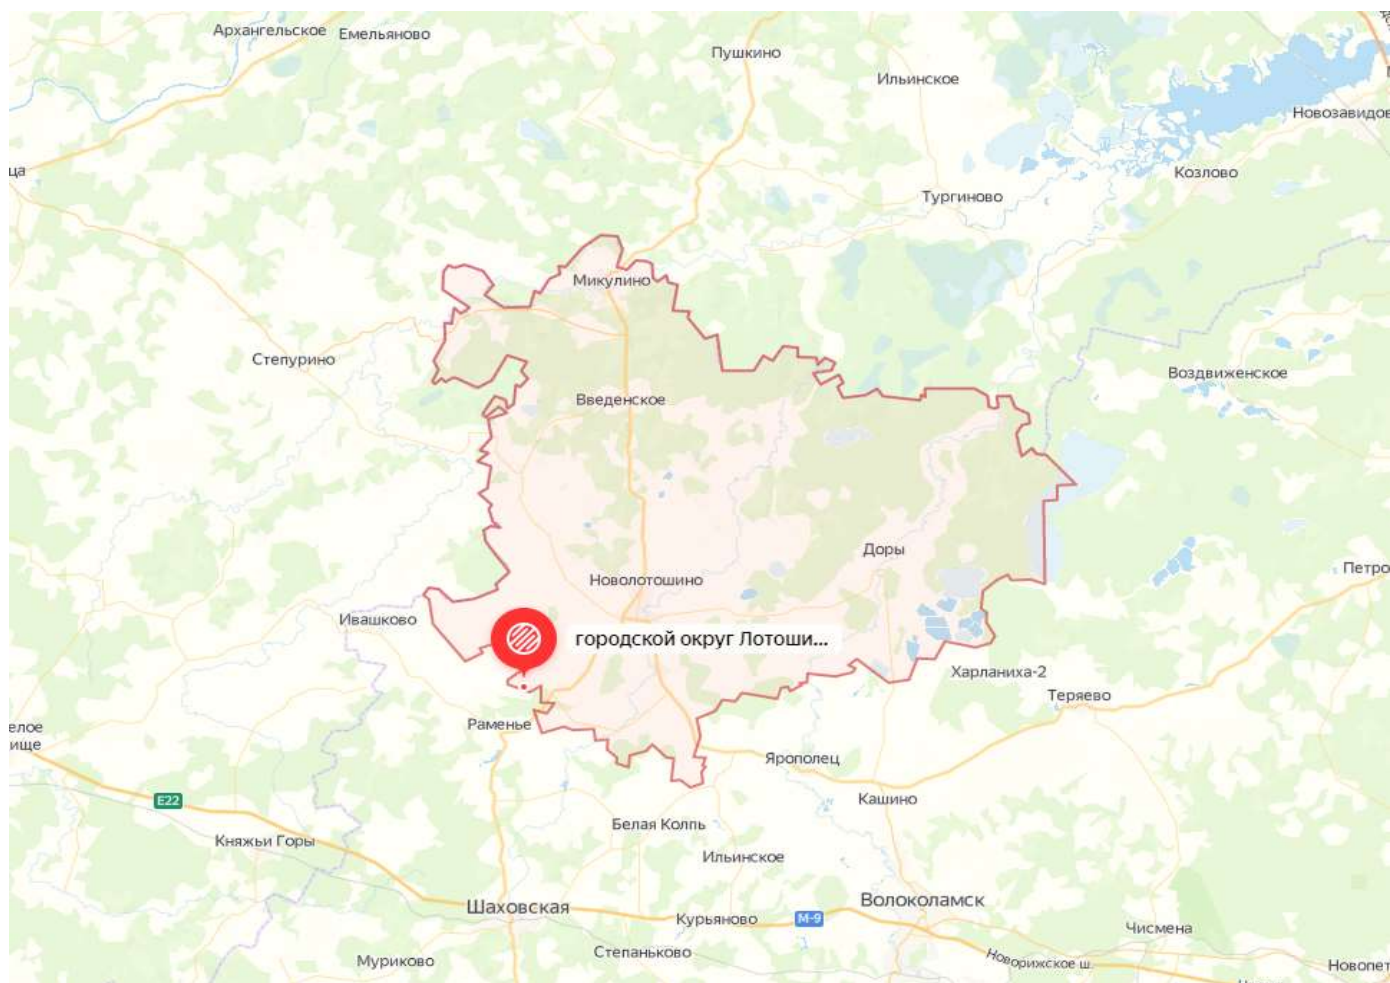 Архангельское
Емельяново
Пушкино
Ильинское
Новозавидов
ца
Козлово
Тургиново
Микулино
Степурино
Воздвиженское
Введенское
Доры
Петро
Новолотошино
Ивашково
городской округ Лотоши...
Харланиха-2
Теряево
елое
ище
Раменье
Ярополец
E22
Кашино
Белая Колпь
Княжьи Горы
Ильинское
Шаховская
Волоколамск
Курьяново
М-9
Чисмена
Степаньково
Муриково
Новорижское ш.
Новопет